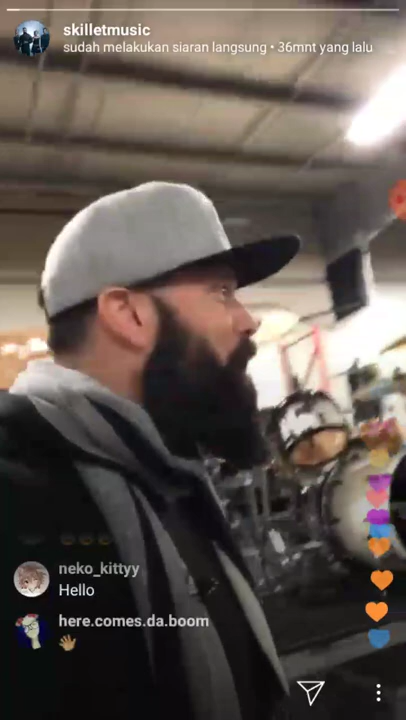 skilletmusic
sudah melakukan siaran langsung • 36mnt yang lalu
neko_kittyy
Hello
here.comes.da.boom
👋